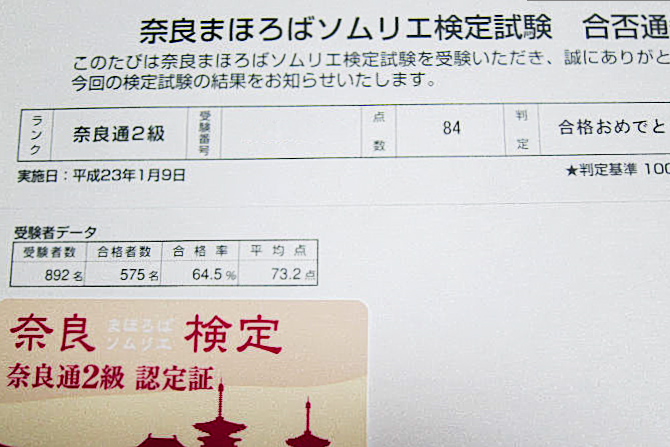 奈良まほろばソムリエ検定試験 合否通
このたびは奈良まほろばソムリエ検定試験を受験いただき、誠にありがと
今回の検定試験の結果をお知らせいたします。
ランク 奈良通2級 受験番号 点数 84 判定 合格おめでと
実施日:平成23年1月9日 ★判定基準 100
受験者データ
受験者数 合格者数 合格率 平均点
892名 575名 64.5% 73.2点
奈良 まほろば ソムリエ 検定
奈良通2級 認定証